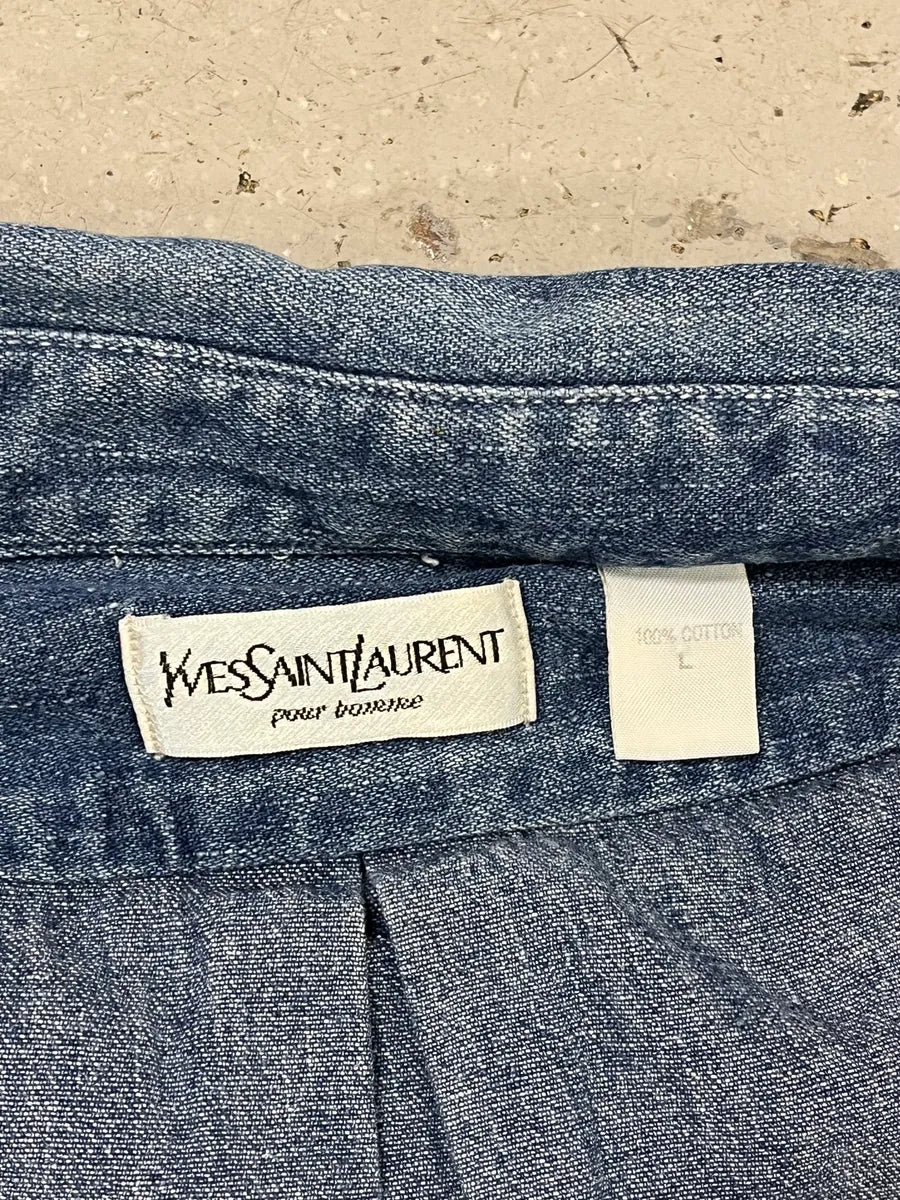 YVESSAINTLAURENT
pour homme
100% COTTON
L